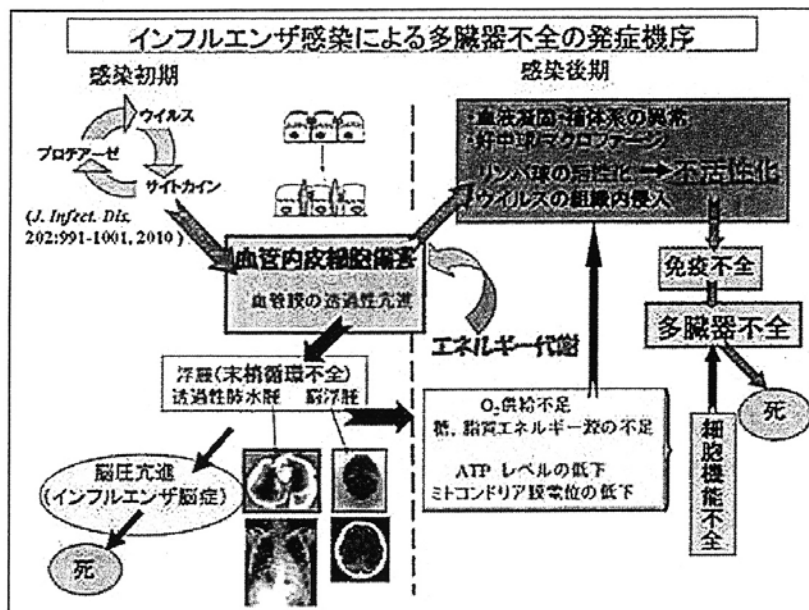 インフルエンザ感染による多臓器不全の発症機序
感染初期
感染後期
ウイルス
プロテアーゼ
サイトカイン
(J. Infect. Dis,
202:991-1001, 2010 )
血管内皮細胞傷害
血管膜の透過性亢進
・血液凝固・補体系の異常
・好中球/マクロファージ/
リンパ球の活性化 → 不活性化
・ウイルスの組織内侵入
免疫不全
多臓器不全
死
エネルギー代謝
浮腫(末梢循環不全)
透過性肺水腫 脳浮腫
O₂供給不足
糖、脂質エネルギー源の不足
ATP レベルの低下
ミトコンドリア膜電位の低下
細胞機能不全
脳圧亢進
(インフルエンザ脳症)
死